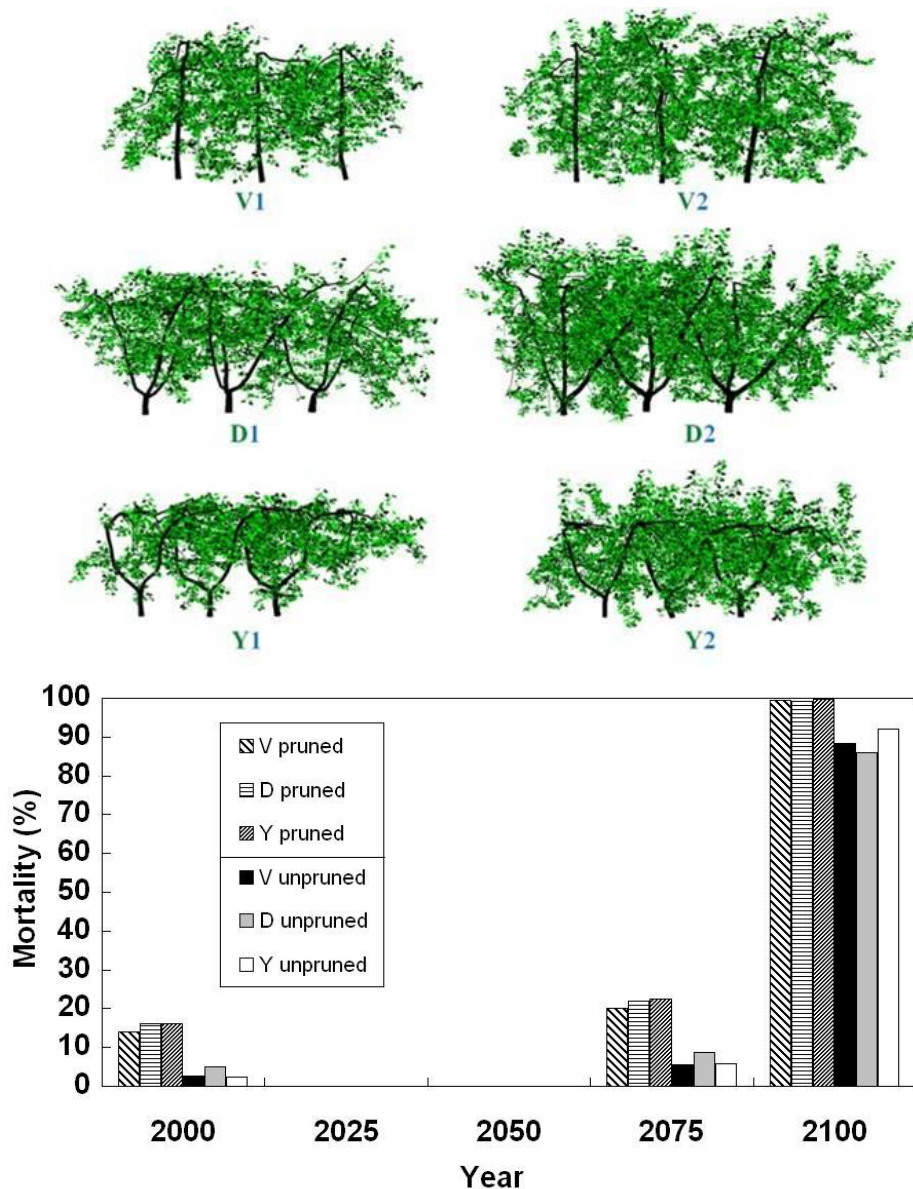 V1 V2
D1 D2
Y1 Y2
100
90
80
70
60
50
40
30
20
10
0
Mortality (%)
V pruned
D pruned
Y pruned
V unpruned
D unpruned
Y unpruned
2000 2025 2050 2075 2100
Year